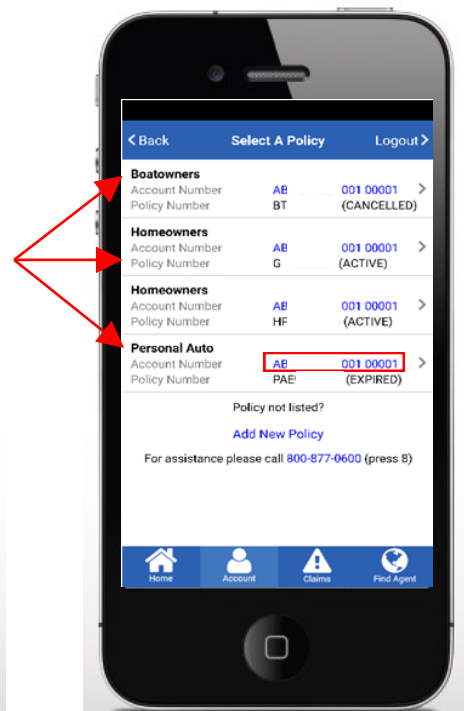 Back Select A Policy Logout
Boatowners
Account Number AB 001 00001
Policy Number BT (CANCELLED)
Homeowners
Account Number AB 001 00001
Policy Number G (ACTIVE)
Homeowners
Account Number AB 001 00001
Policy Number HF (ACTIVE)
Personal Auto
Account Number AB 001 00001
Policy Number PAE (EXPIRED)
Policy not listed?
Add New Policy
For assistance please call 800-877-0600 (press 8)
Home Account Claims Find Agent